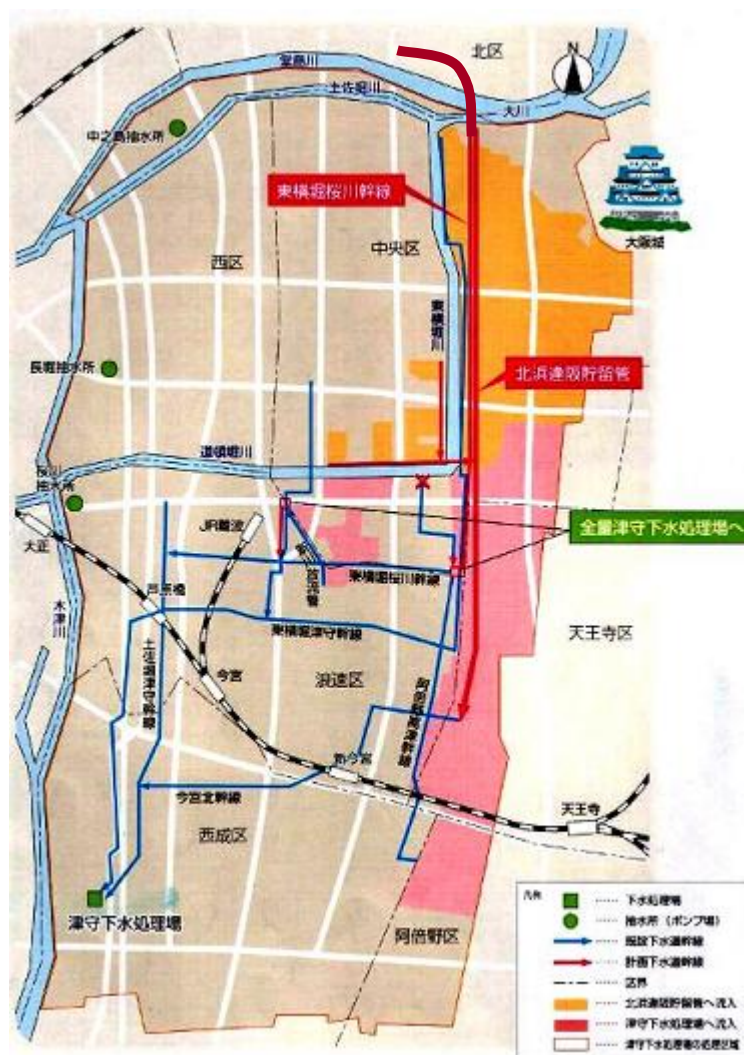 北区
N
堂島川
土佐堀川
大川
中之島抽水所
東横堀桜川幹線
大阪城
西区
中央区
東横堀川
長堀抽水所
北浜逢阪貯留管
道頓堀川
桜川
抽水所
JR難波
全量津守下水処理場へ
大正
芦原橋
東横堀桜川幹線
木津川
東横堀津守幹線
天王寺区
土佐堀津守幹線
浪速区
今宮
新今宮
今宮北幹線
天王寺
西成区
津守下水処理場
阿倍野区
凡例
下水処理場
抽水所(ポンプ場)
既設下水道幹線
計画下水道幹線
区界
北浜逢阪貯留管へ流入
津守下水処理場へ流入
津守下水処理場の処理区域